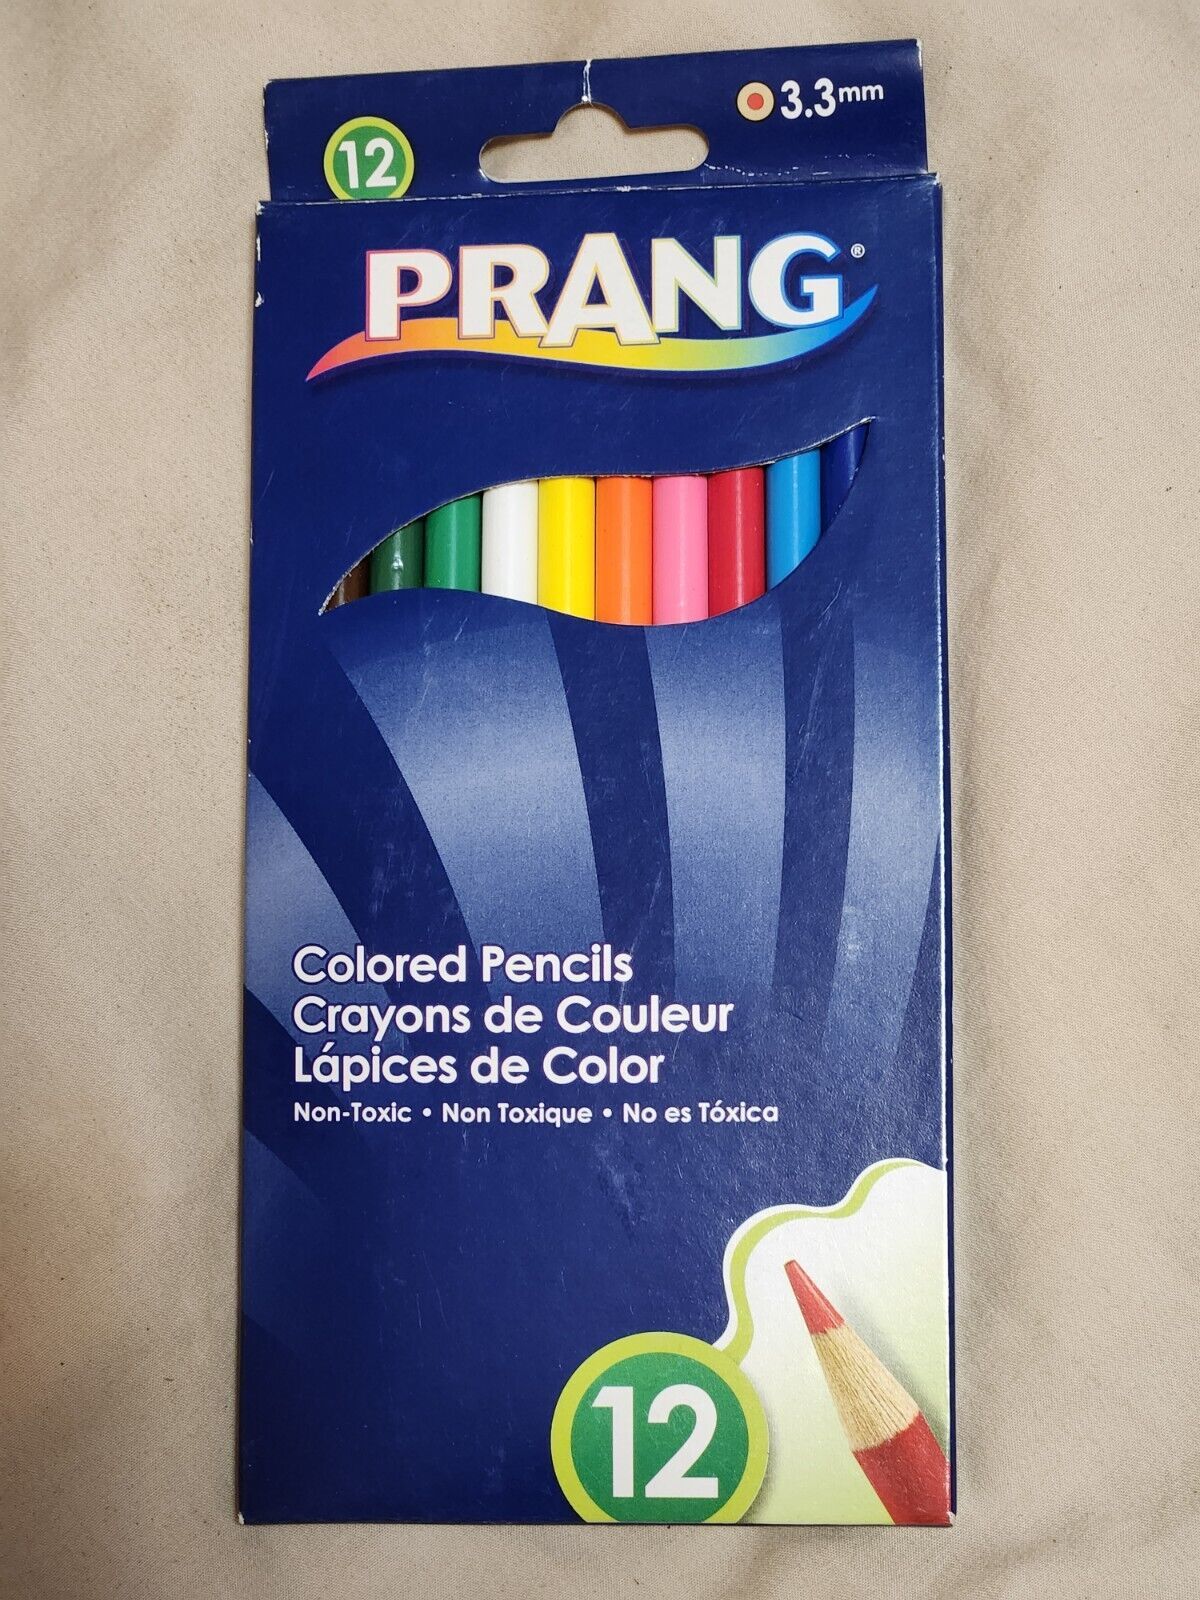 3.3mm
12
PRANG®
Colored Pencils
Crayons de Couleur
Lápices de Color
Non-Toxic • Non Toxique • No es Tóxica
12